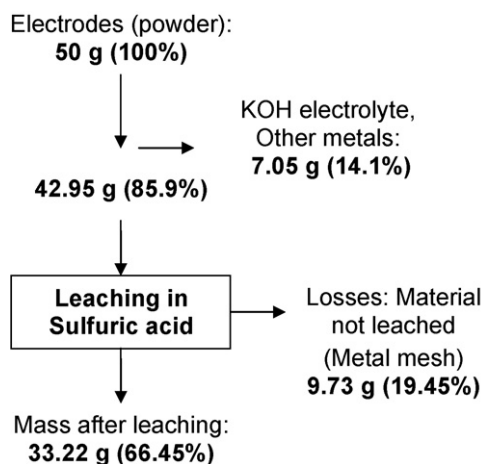 Electrodes (powder):
50 g (100%)
KOH electrolyte,
Other metals:
7.05 g (14.1%)
42.95 g (85.9%)
Leaching in
Sulfuric acid
Losses: Material
not leached
(Metal mesh)
9.73 g (19.45%)
Mass after leaching:
33.22 g (66.45%)